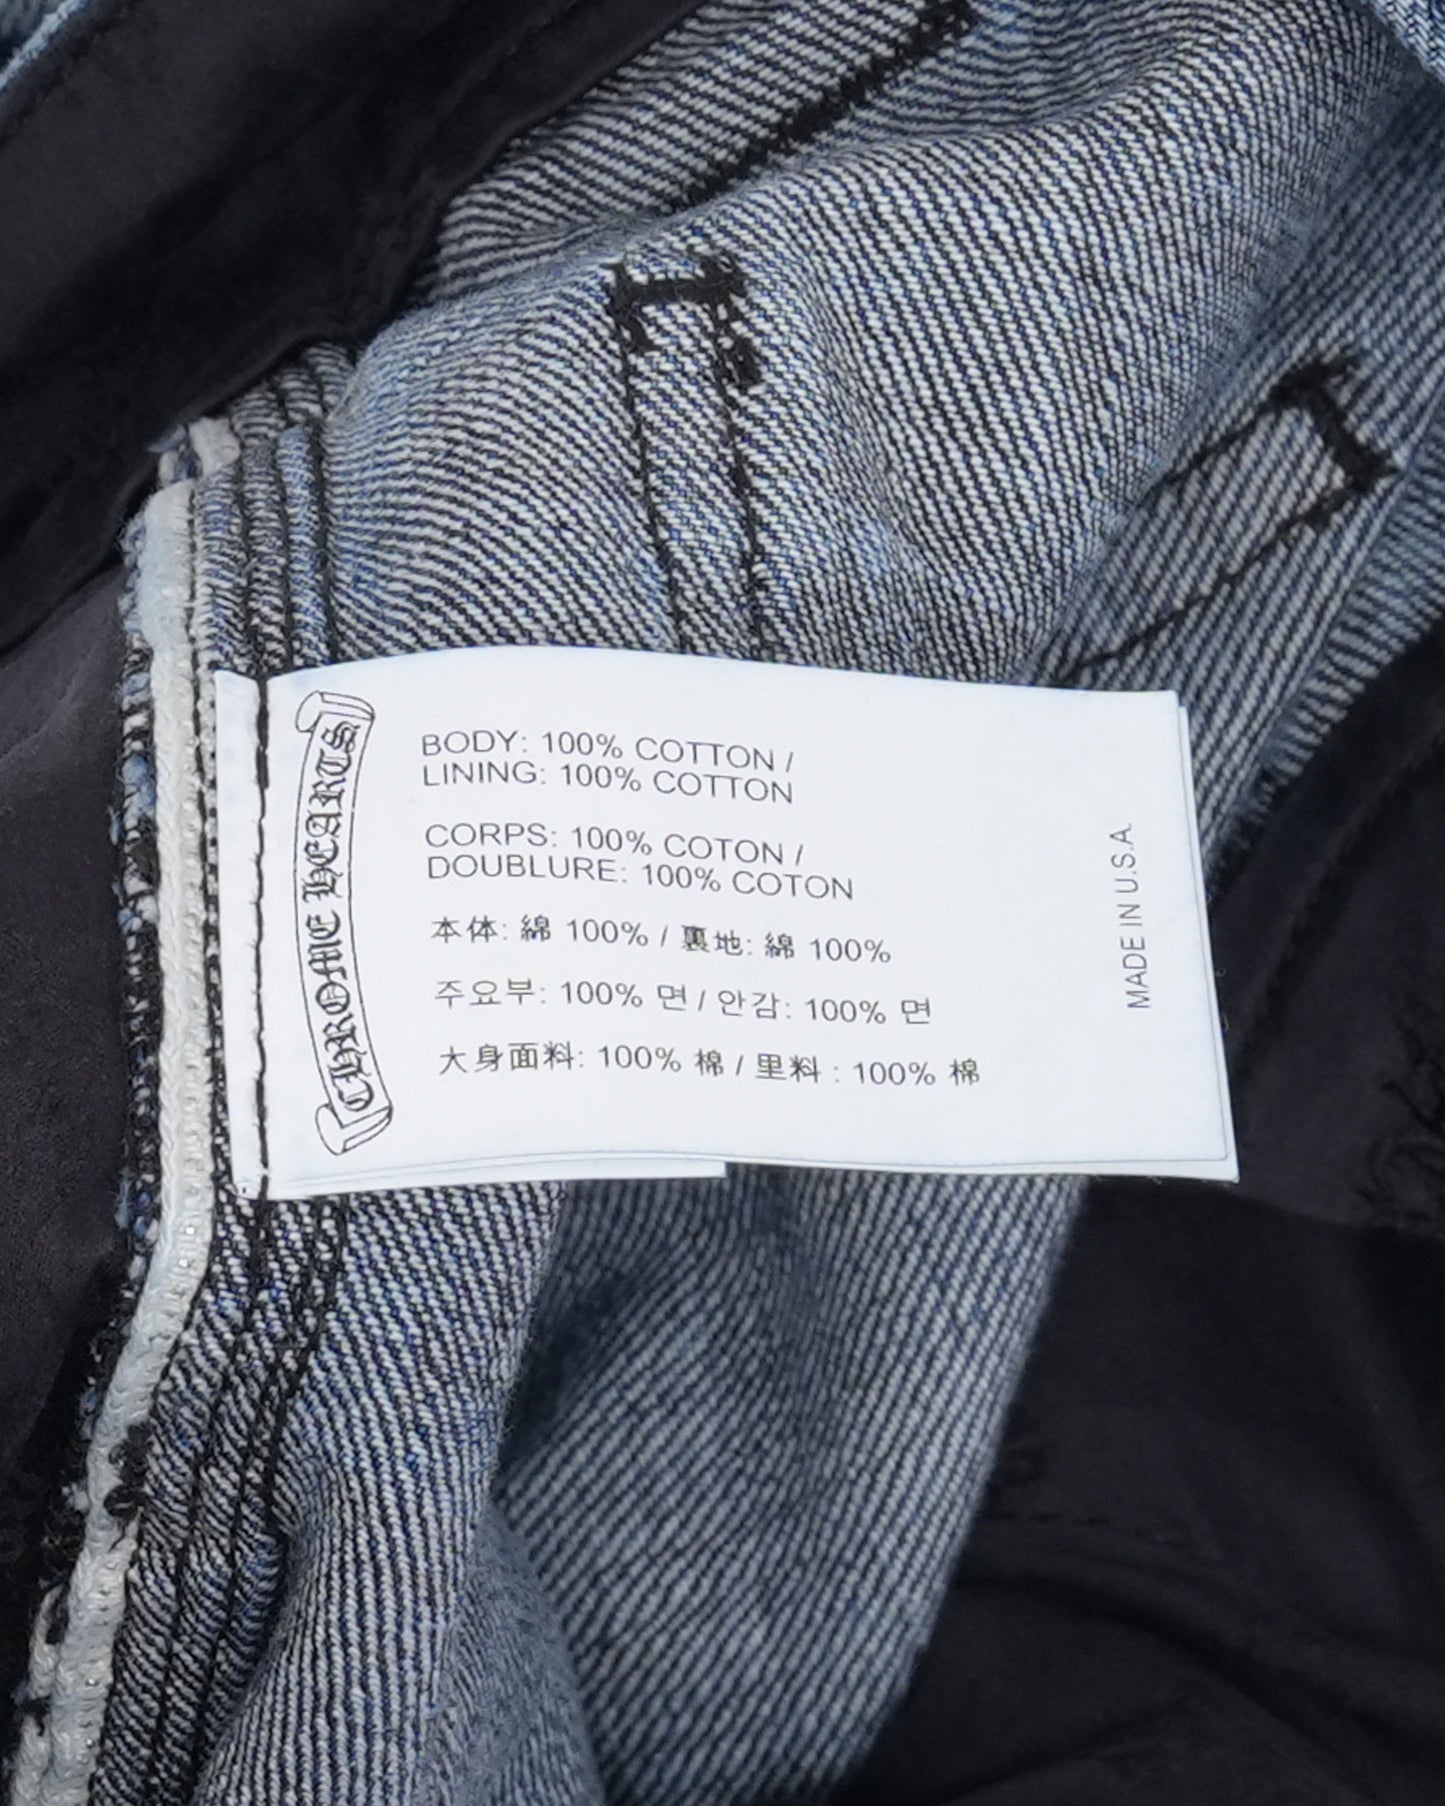 CHROME HEARTS
BODY: 100% COTTON /
LINING: 100% COTTON
CORPS: 100% COTON /
DOUBLURE: 100% COTON
本体: 綿 100% / 裏地: 綿 100%
주요부: 100% 면 / 안감: 100% 면
大身面料: 100% 棉 / 里料 : 100% 棉
MADE IN U.S.A.